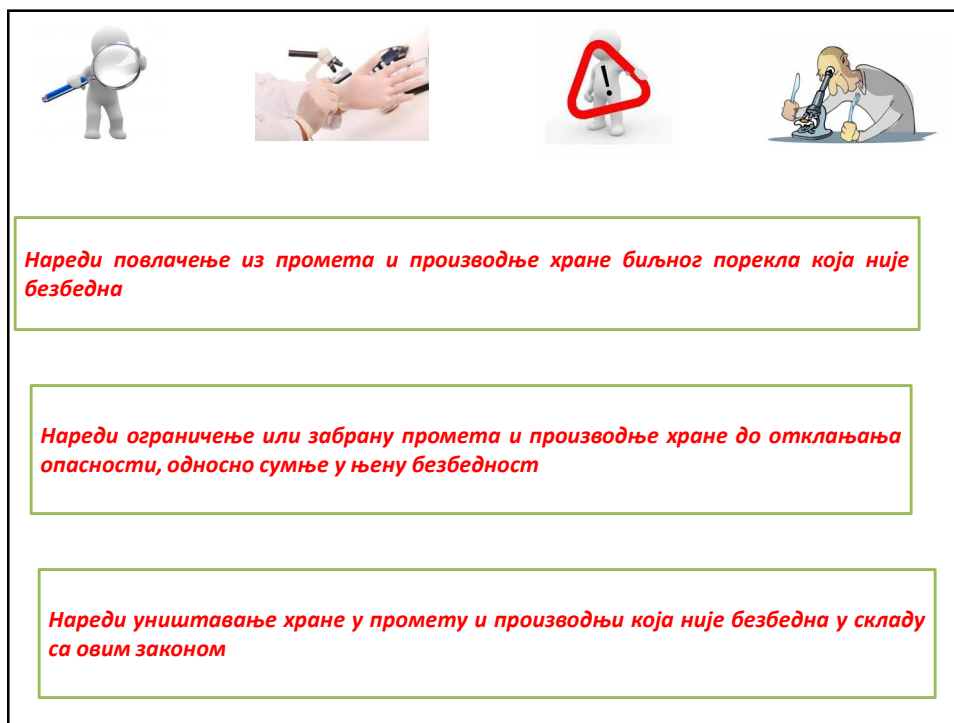 !
Нареди повлачење из промета и производње хране биљног порекла која није
безбедна
Нареди ограничење или забрану промета и производње хране до отклањања
опасности, односно сумње у њену безбедност
Нареди уништавање хране у промету и производњи која није безбедна у складу
са овим законом